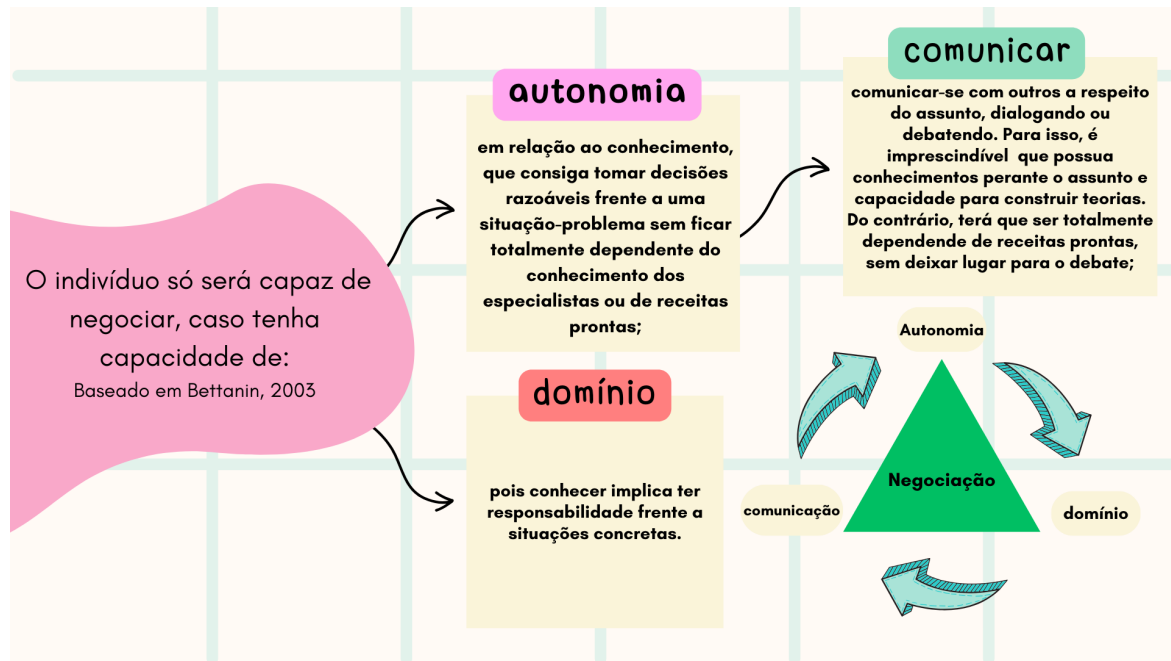 O indivíduo só será capaz de
negociar, caso tenha
capacidade de:
Baseado em Bettanin, 2003
autonomia
em relação ao conhecimento,
que consiga tomar decisões
razoáveis frente a uma
situação-problema sem ficar
totalmente dependente do
conhecimento dos
especialistas ou de receitas
prontas;
domínio
pois conhecer implica ter
responsabilidade frente a
situações concretas.
comunicar
comunicar-se com outros a respeito
do assunto, dialogando ou
debatendo. Para isso, é
imprescindível que possua
conhecimentos perante o assunto e
capacidade para construir teorias.
Do contrário, terá que ser totalmente
dependende de receitas prontas,
sem deixar lugar para o debate;
Autonomia
Negociação
comunicação
domínio